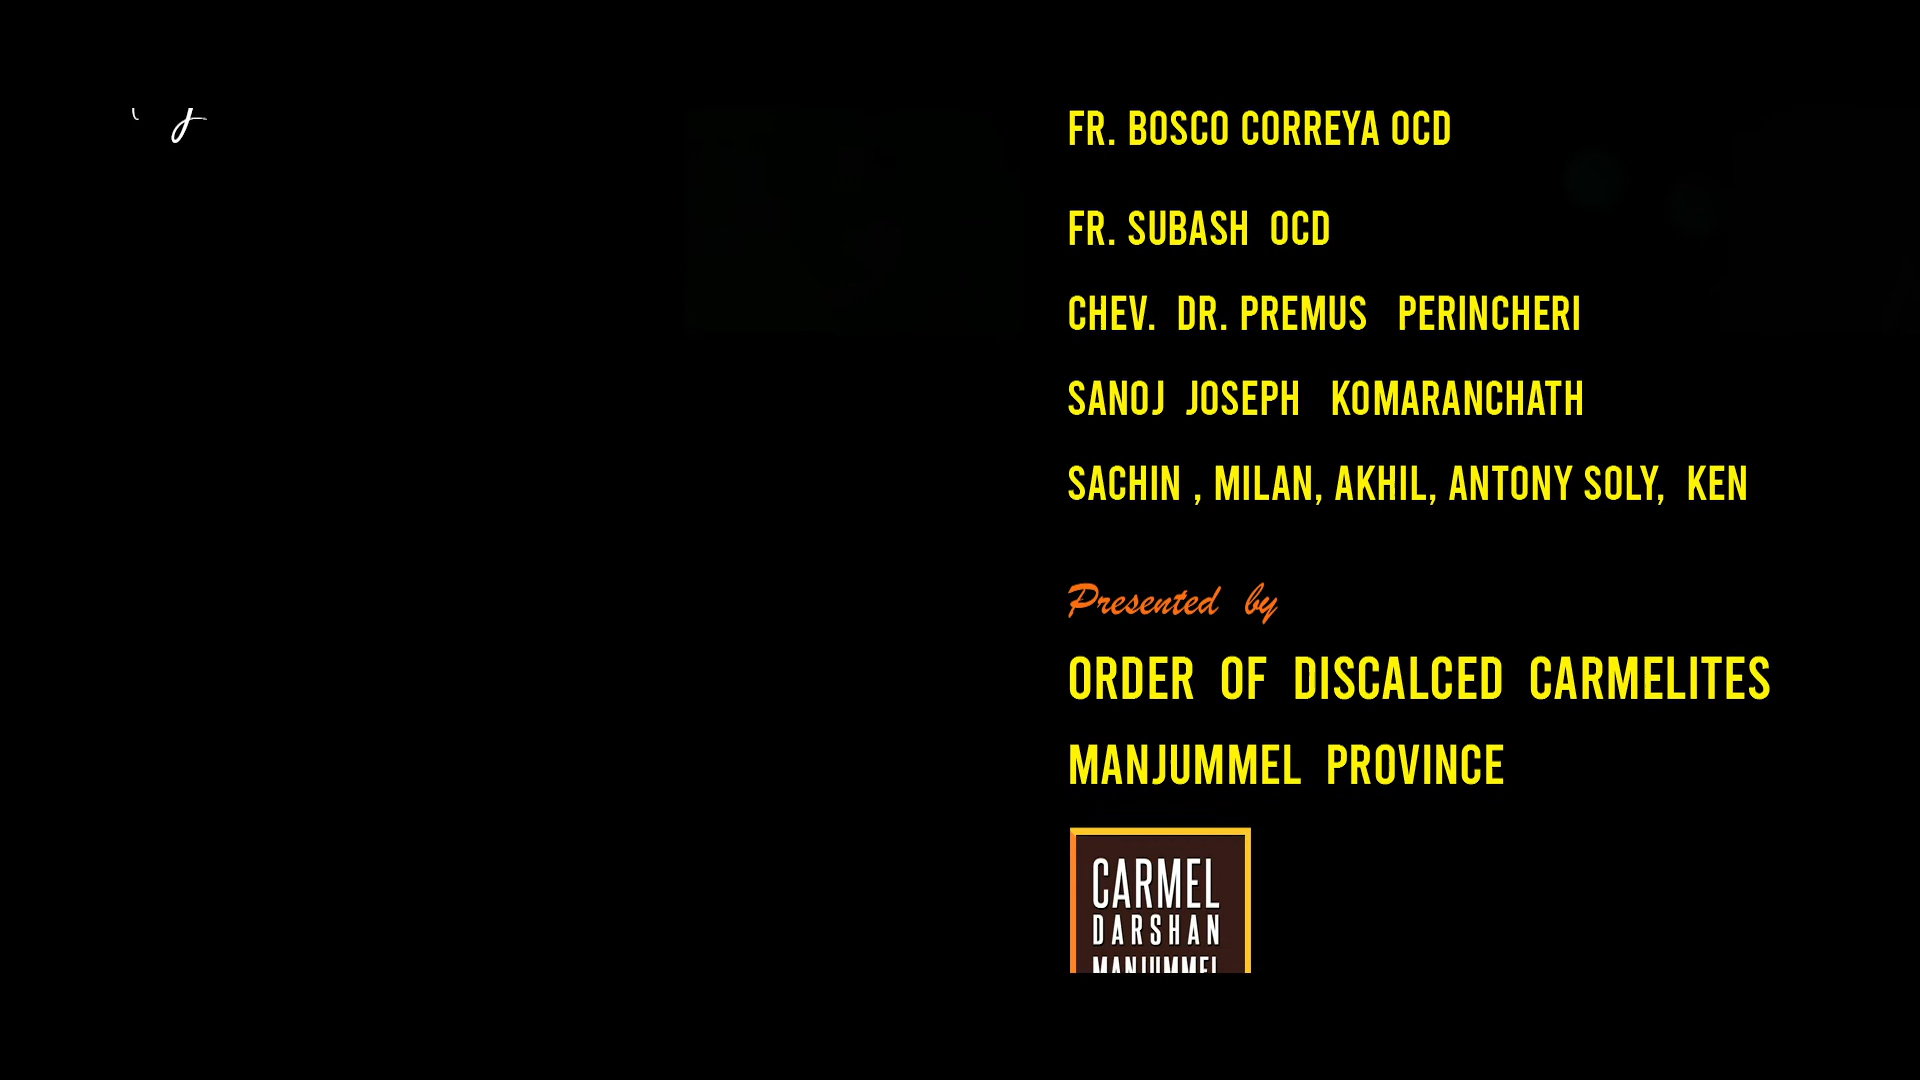 FR. BOSCO CORREYA OCD
FR. SUBASH OCD
CHEV. DR. PREMUS PERINCHERI
SANOJ JOSEPH KOMARANCHATH
SACHIN , MILAN, AKHIL, ANTONY SOLY, KEN
Presented by
ORDER OF DISCALCED CARMELITES
MANJUMMEL PROVINCE
CARMEL
DARSHAN
MANJUMMEL